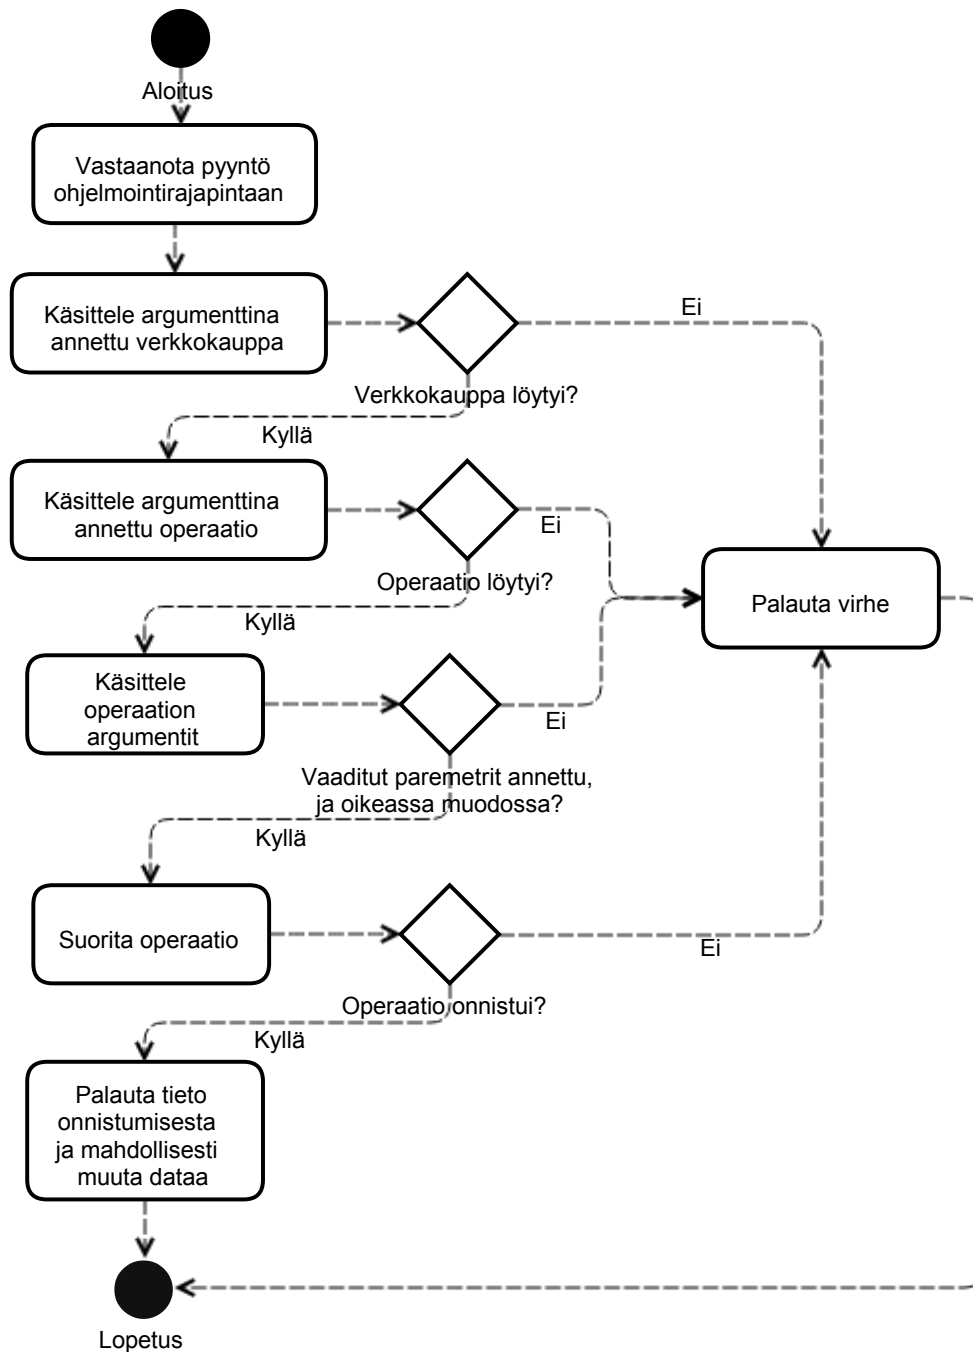 Aloitus
Vastaanota pyyntö
ohjelmointirajapintaan
Käsittele argumenttina
annettu verkkokauppa
Ei
Verkkokauppa löytyi?
Kyllä
Käsittele argumenttina
annettu operaatio
Ei
Operaatio löytyi?
Kyllä
Palauta virhe
Käsittele
operaation
argumentit
Ei
Vaaditut paremetrit annettu,
ja oikeassa muodossa?
Kyllä
Suorita operaatio
Ei
Operaatio onnistui?
Kyllä
Palauta tieto
onnistumisesta
ja mahdollisesti
muuta dataa
Lopetus